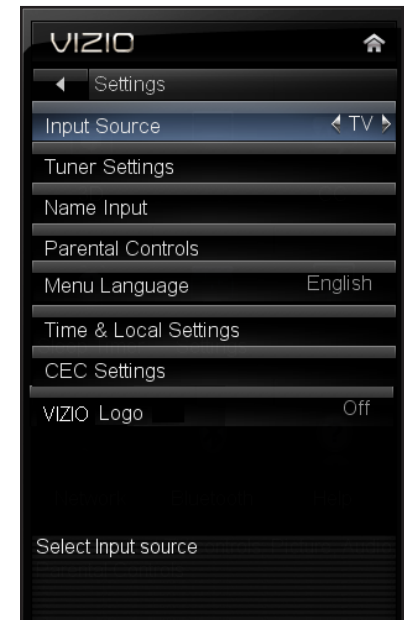 VIZIO
Settings
Input Source TV
Tuner Settings
Name Input
Parental Controls
Menu Language English
Time & Local Settings
CEC Settings
VIZIO Logo Off
Select Input source